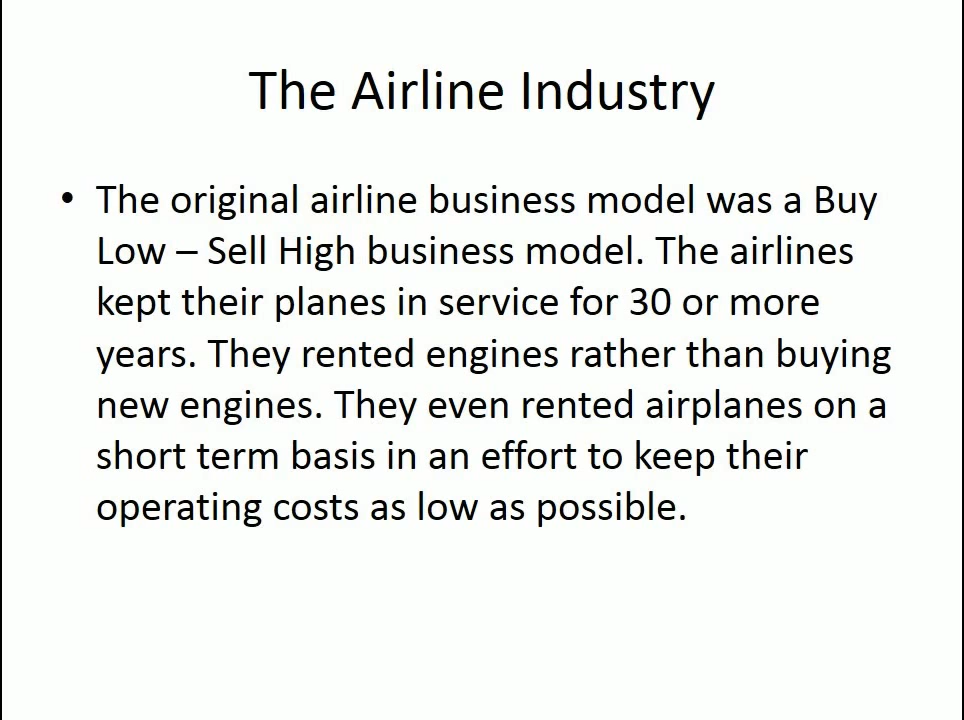 The Airline Industry
• The original airline business model was a Buy
Low – Sell High business model. The airlines
kept their planes in service for 30 or more
years. They rented engines rather than buying
new engines. They even rented airplanes on a
short term basis in an effort to keep their
operating costs as low as possible.